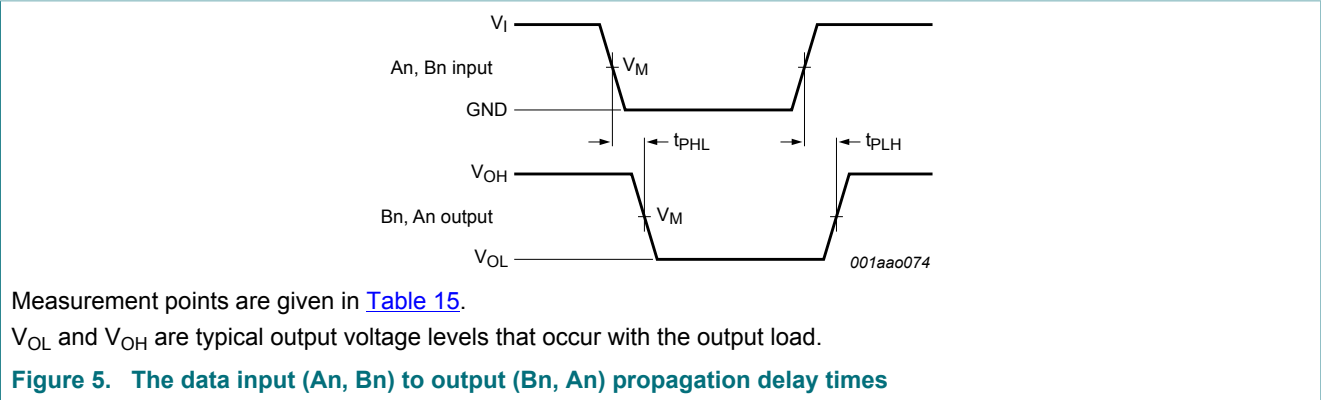 VI
An, Bn input
VM
GND
tPHL
tPLH
VOH
Bn, An output
VM
VOL
001aao074
Measurement points are given in Table 15.
VOL and VOH are typical output voltage levels that occur with the output load.
Figure 5. The data input (An, Bn) to output (Bn, An) propagation delay times